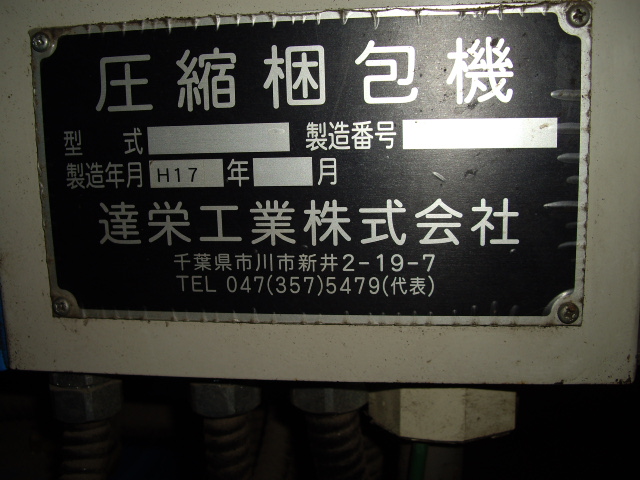 圧縮梱包機
型 式 製造番号
製造年月 H17 年 月
達栄工業株式会社
千葉県市川市新井2-19-7
TEL 047(357)5479(代表)